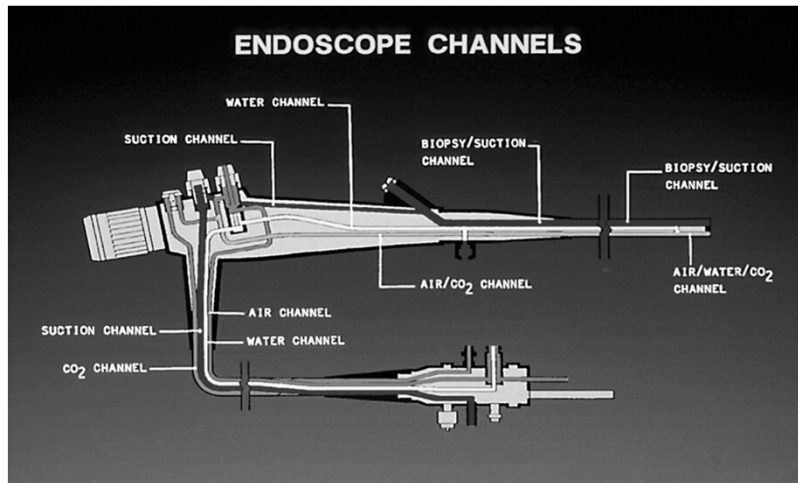 ENDOSCOPE CHANNELS
WATER CHANNEL
SUCTION CHANNEL
BIOPSY/SUCTION
CHANNEL
BIOPSY/SUCTION
CHANNEL
AIR/CO₂ CHANNEL
AIR/WATER/CO₂
CHANNEL
AIR CHANNEL
SUCTION CHANNEL
WATER CHANNEL
CO₂ CHANNEL